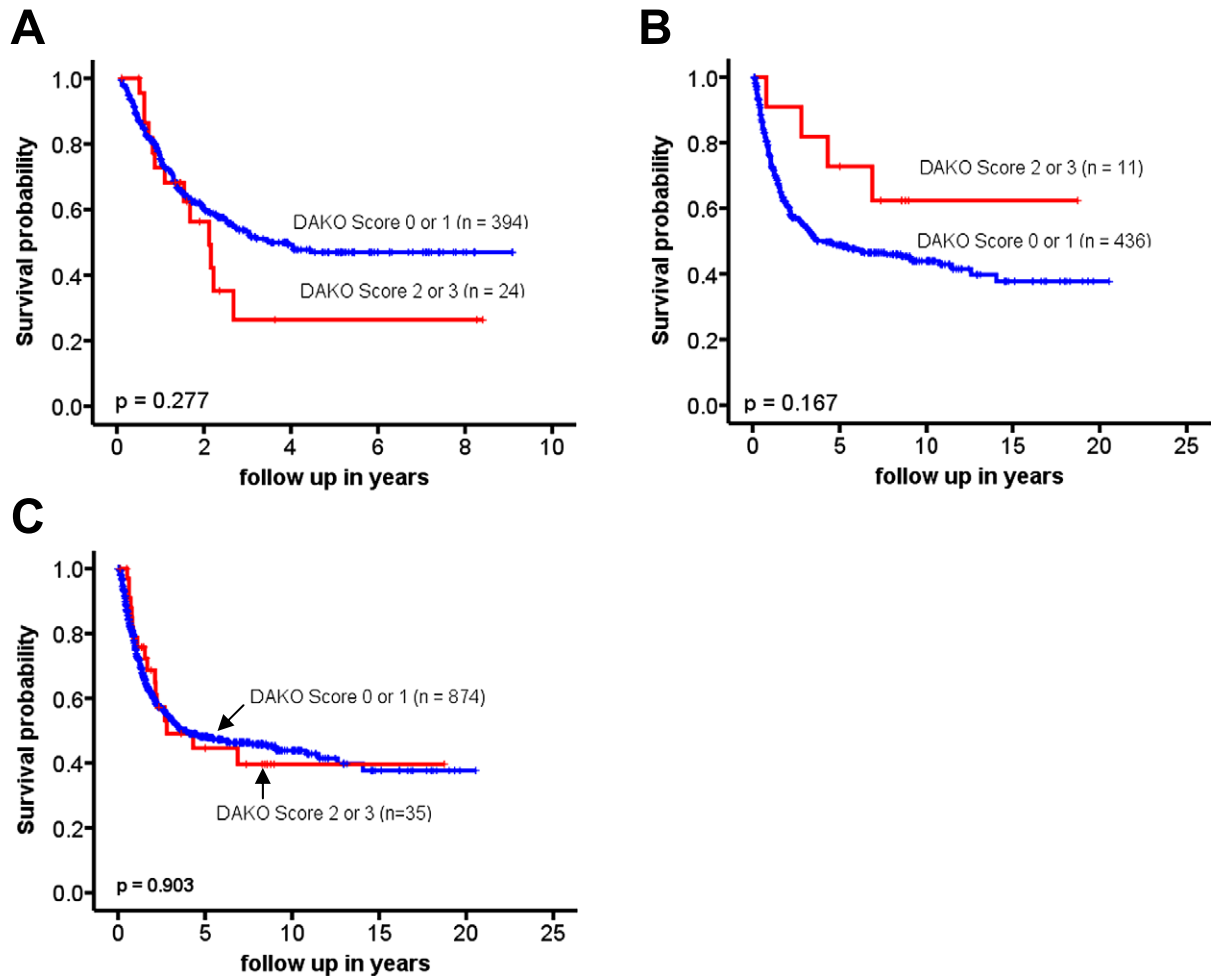 A
1.0
0.8
0.6
0.4
0.2
0.0
Survival probability
DAKO Score 0 or 1 (n = 394)
DAKO Score 2 or 3 (n = 24)
p = 0.277
0 2 4 6 8 10
follow up in years
B
1.0
0.8
0.6
0.4
0.2
0.0
Survival probability
DAKO Score 2 or 3 (n = 11)
DAKO Score 0 or 1 (n = 436)
p = 0.167
0 5 10 15 20 25
follow up in years
C
1.0
0.8
0.6
0.4
0.2
0.0
Survival probability
DAKO Score 0 or 1 (n = 874)
DAKO Score 2 or 3 (n=35)
p = 0.903
0 5 10 15 20 25
follow up in years